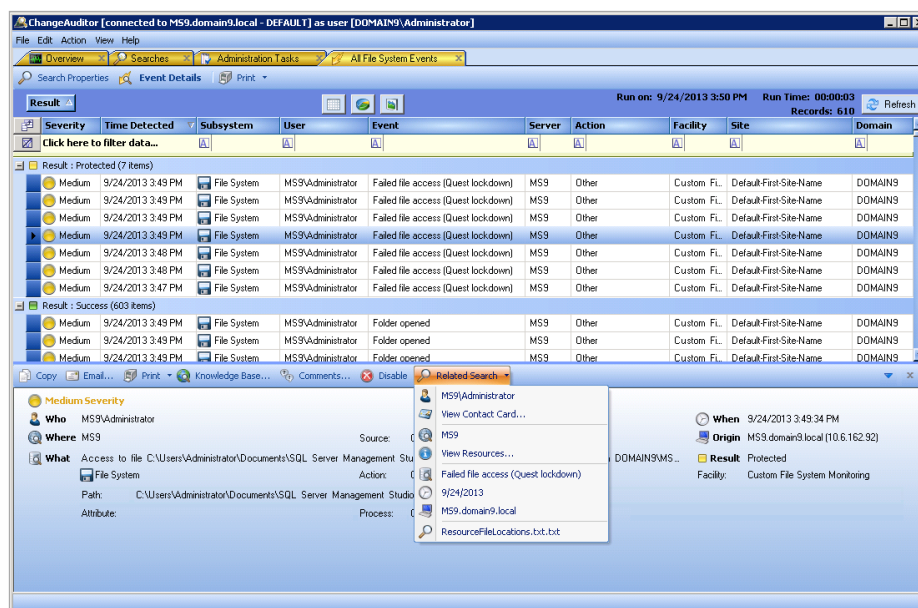 ChangeAuditor [connected to MS9.domain9.local - DEFAULT] as user [DOMAIN9\Administrator]
File Edit Action View Help
Overview Searches Administration Tasks All File System Events
Search Properties Event Details Print
Result Run on: 9/24/2013 3:50 PM Run Time: 00:00:03
Records: 610 Refresh
Severity Time Detected Subsystem User Event Server Action Facility Site Domain
Click here to filter data...
Result : Protected (7 items)
Medium 9/24/2013 3:49 PM File System MS9\Administrator Failed file access (Quest lockdown) MS9 Other Custom Fi... Default-First-Site-Name DOMAIN9
Medium 9/24/2013 3:49 PM File System MS9\Administrator Failed file access (Quest lockdown) MS9 Other Custom Fi... Default-First-Site-Name DOMAIN9
Medium 9/24/2013 3:49 PM File System MS9\Administrator Failed file access (Quest lockdown) MS9 Other Custom Fi... Default-First-Site-Name DOMAIN9
Medium 9/24/2013 3:49 PM File System MS9\Administrator Failed file access (Quest lockdown) MS9 Other Custom Fi... Default-First-Site-Name DOMAIN9
Medium 9/24/2013 3:48 PM File System MS9\Administrator Failed file access (Quest lockdown) MS9 Other Custom Fi... Default-First-Site-Name DOMAIN9
Medium 9/24/2013 3:48 PM File System MS9\Administrator Failed file access (Quest lockdown) MS9 Other Custom Fi... Default-First-Site-Name DOMAIN9
Medium 9/24/2013 3:47 PM File System MS9\Administrator Failed file access (Quest lockdown) MS9 Other Custom Fi... Default-First-Site-Name DOMAIN9
Result : Success (603 items)
Medium 9/24/2013 3:49 PM File System MS9\Administrator Folder opened MS9 Other Custom Fi... Default-First-Site-Name DOMAIN9
Medium 9/24/2013 3:49 PM File System MS9\Administrator Folder opened MS9 Other Custom Fi... Default-First-Site-Name DOMAIN9
Medium 9/24/2013 3:49 PM File System MS9\Administrator Folder opened MS9 Other Custom Fi... Default-First-Site-Name DOMAIN9
Copy Email... Print Knowledge Base... Comments... Disable Related Search
Medium Severity
Who MS9\Administrator
Where MS9 Source:
What Access to file C:\Users\Administrator\Documents\SQL Server Management Stu
File System Action:
Path: C:\Users\Administrator\Documents\SQL Server Management Studio
Attribute: Process:
MS9\Administrator
View Contact Card...
MS9
View Resources...
Failed file access (Quest lockdown)
9/24/2013
MS9.domain9.local
ResourceFileLocations.txt.txt
When 9/24/2013 3:49:34 PM
Origin MS9.domain9.local (10.6.162.92)
DOMAIN9\MS... Result Protected
Facility: Custom File System Monitoring